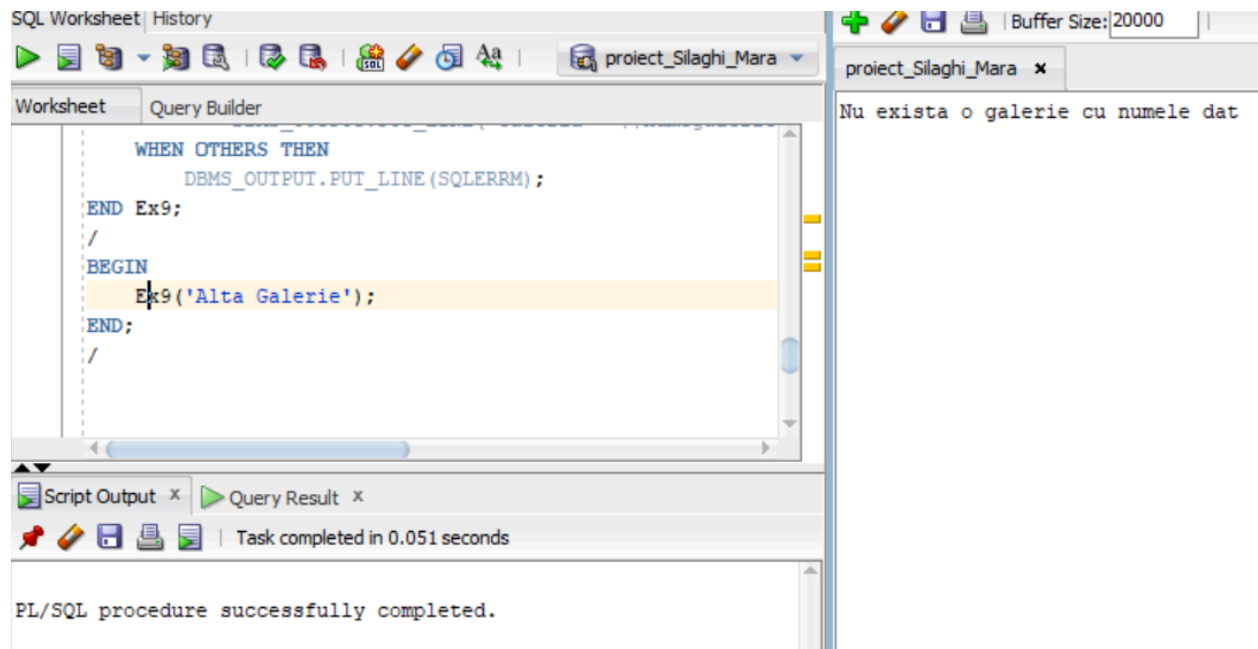 SQL Worksheet History
proiect_Silaghi_Mara
Worksheet Query Builder
WHEN OTHERS THEN
DBMS_OUTPUT.PUT_LINE(SQLERRM);
END Ex9;
/
BEGIN
Ex9('Alta Galerie');
END;
/
Script Output x Query Result x
Task completed in 0.051 seconds
PL/SQL procedure successfully completed.
Buffer Size: 20000
proiect_Silaghi_Mara x
Nu exista o galerie cu numele dat